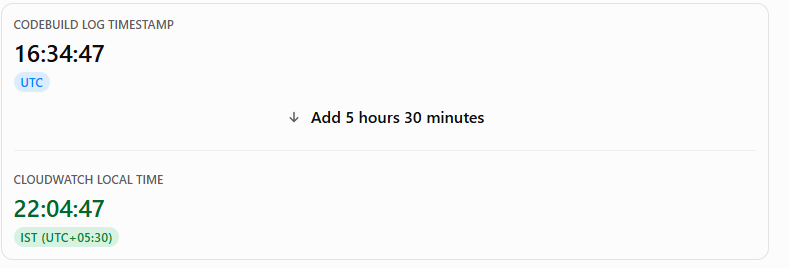 CODEBUILD LOG TIMESTAMP
16:34:47
UTC
↓ Add 5 hours 30 minutes
CLOUDWATCH LOCAL TIME
22:04:47
IST (UTC+05:30)